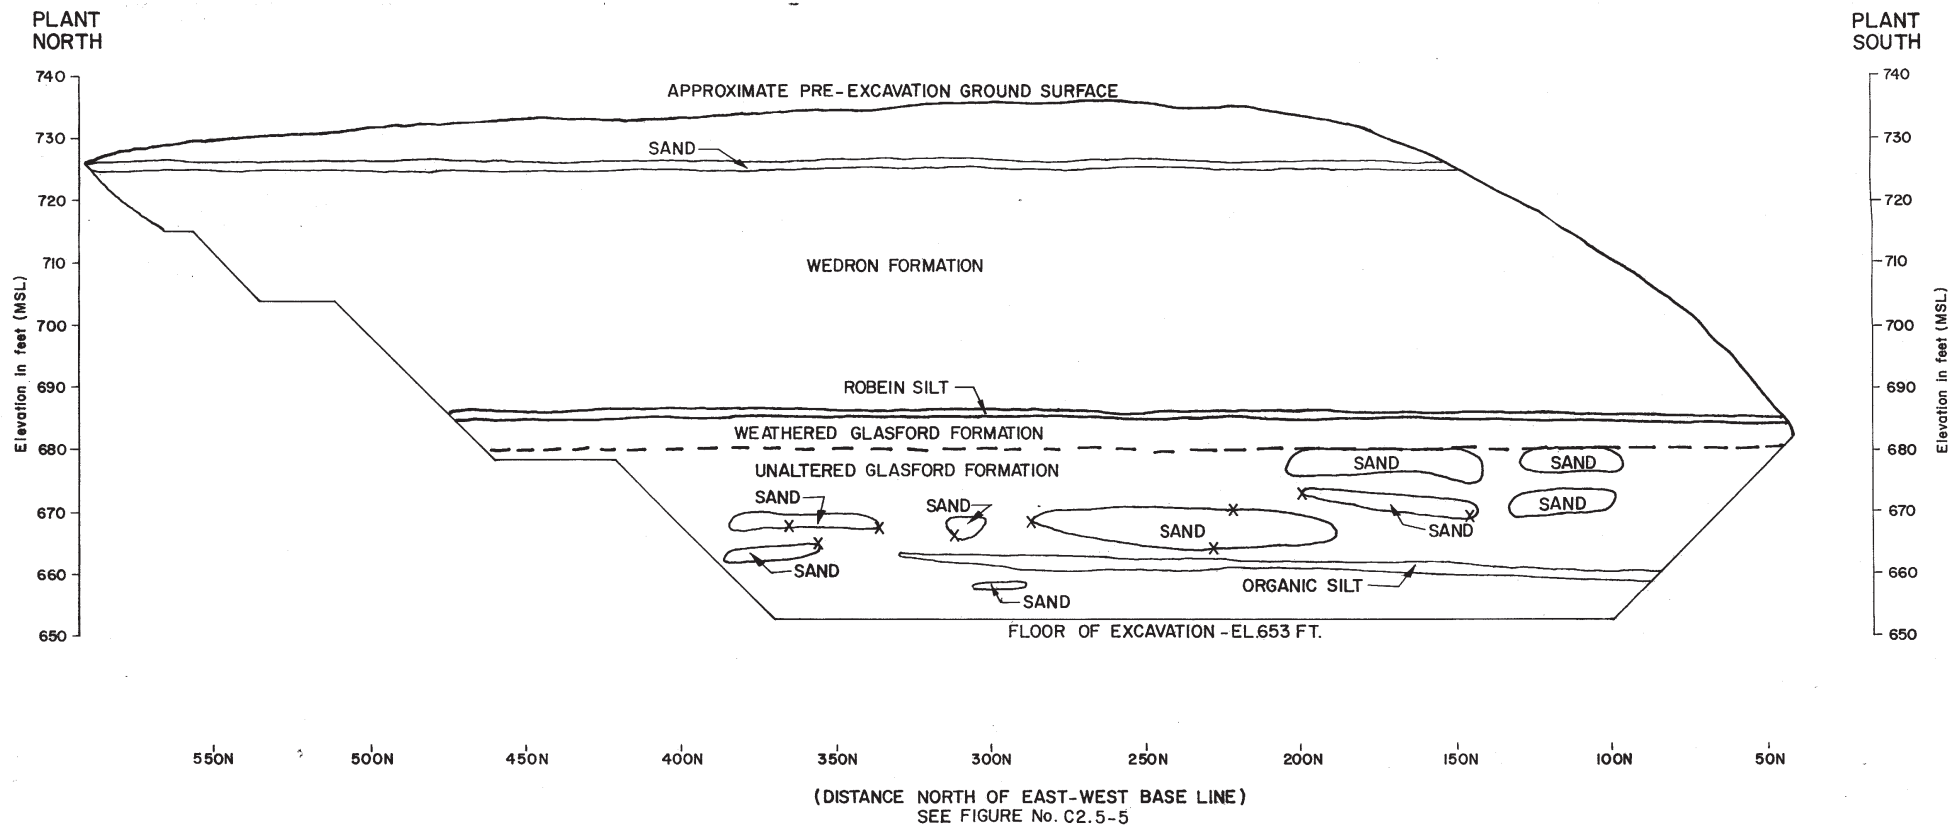 PLANT
NORTH
PLANT
SOUTH
740
730
720
710
700
690
680
670
660
650
Elevation in feet (MSL)
APPROXIMATE PRE-EXCAVATION GROUND SURFACE
SAND
WEDRON FORMATION
ROBEIN SILT
WEATHERED GLASFORD FORMATION
UNALTERED GLASFORD FORMATION
SAND
SAND
SAND
SAND
SAND
SAND
SAND
SAND
SAND
ORGANIC SILT
SAND
FLOOR OF EXCAVATION-EL.653 FT.
740
730
720
710
700
690
680
670
660
650
Elevation in feet (MSL)
550N 500N 450N 400N 350N 300N 250N 200N 150N 100N 50N
(DISTANCE NORTH OF EAST-WEST BASE LINE)
SEE FIGURE No. C2.5-5